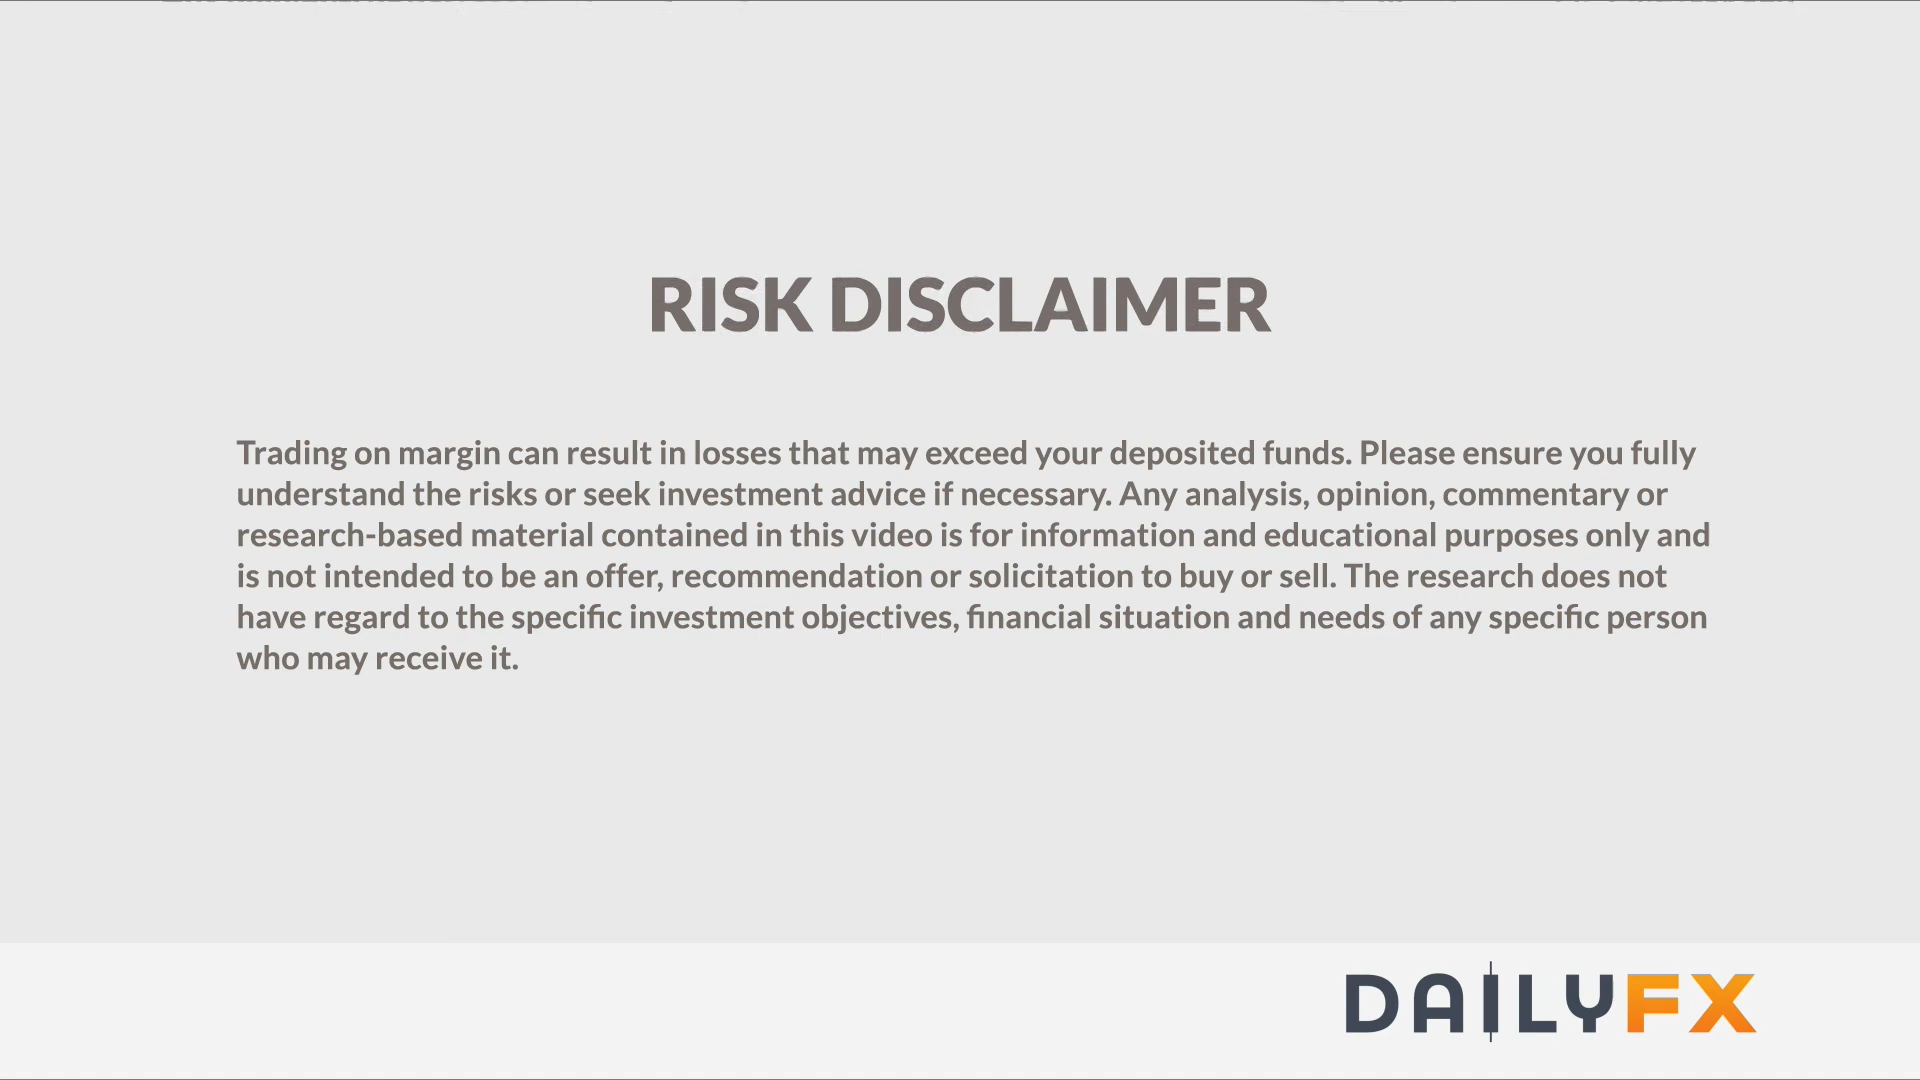 RISK DISCLAIMER
Trading on margin can result in losses that may exceed your deposited funds. Please ensure you fully
understand the risks or seek investment advice if necessary. Any analysis, opinion, commentary or
research-based material contained in this video is for information and educational purposes only and
is not intended to be an offer, recommendation or solicitation to buy or sell. The research does not
have regard to the specific investment objectives, financial situation and needs of any specific person
who may receive it.
DAILYFX